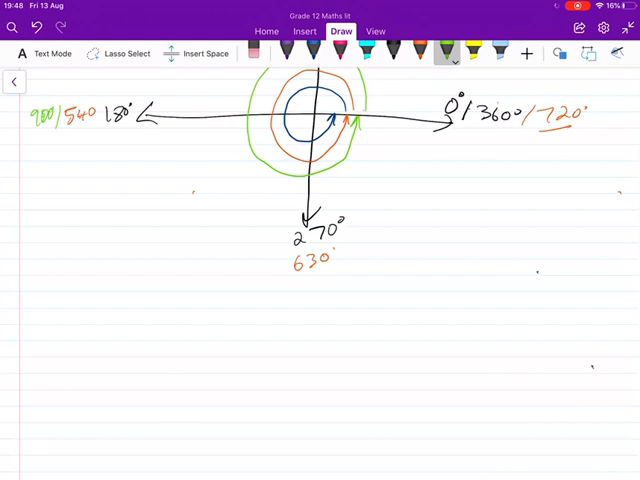 19:48 Fri 13 Aug
16%
Grade 12 Maths lit
Home Insert Draw View
A Text Mode Lasso Select Insert Space
900/540 180° 0°/360°/720°
270°
630°